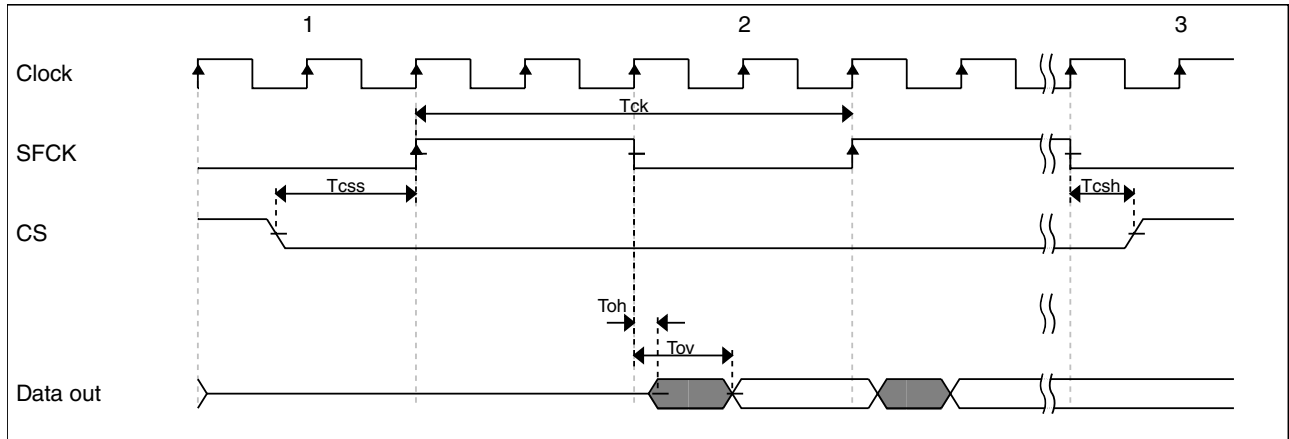 1 2 3
Clock
Tck
SFCK
Tcss Tcsh
CS
Toh
Tov
Data out